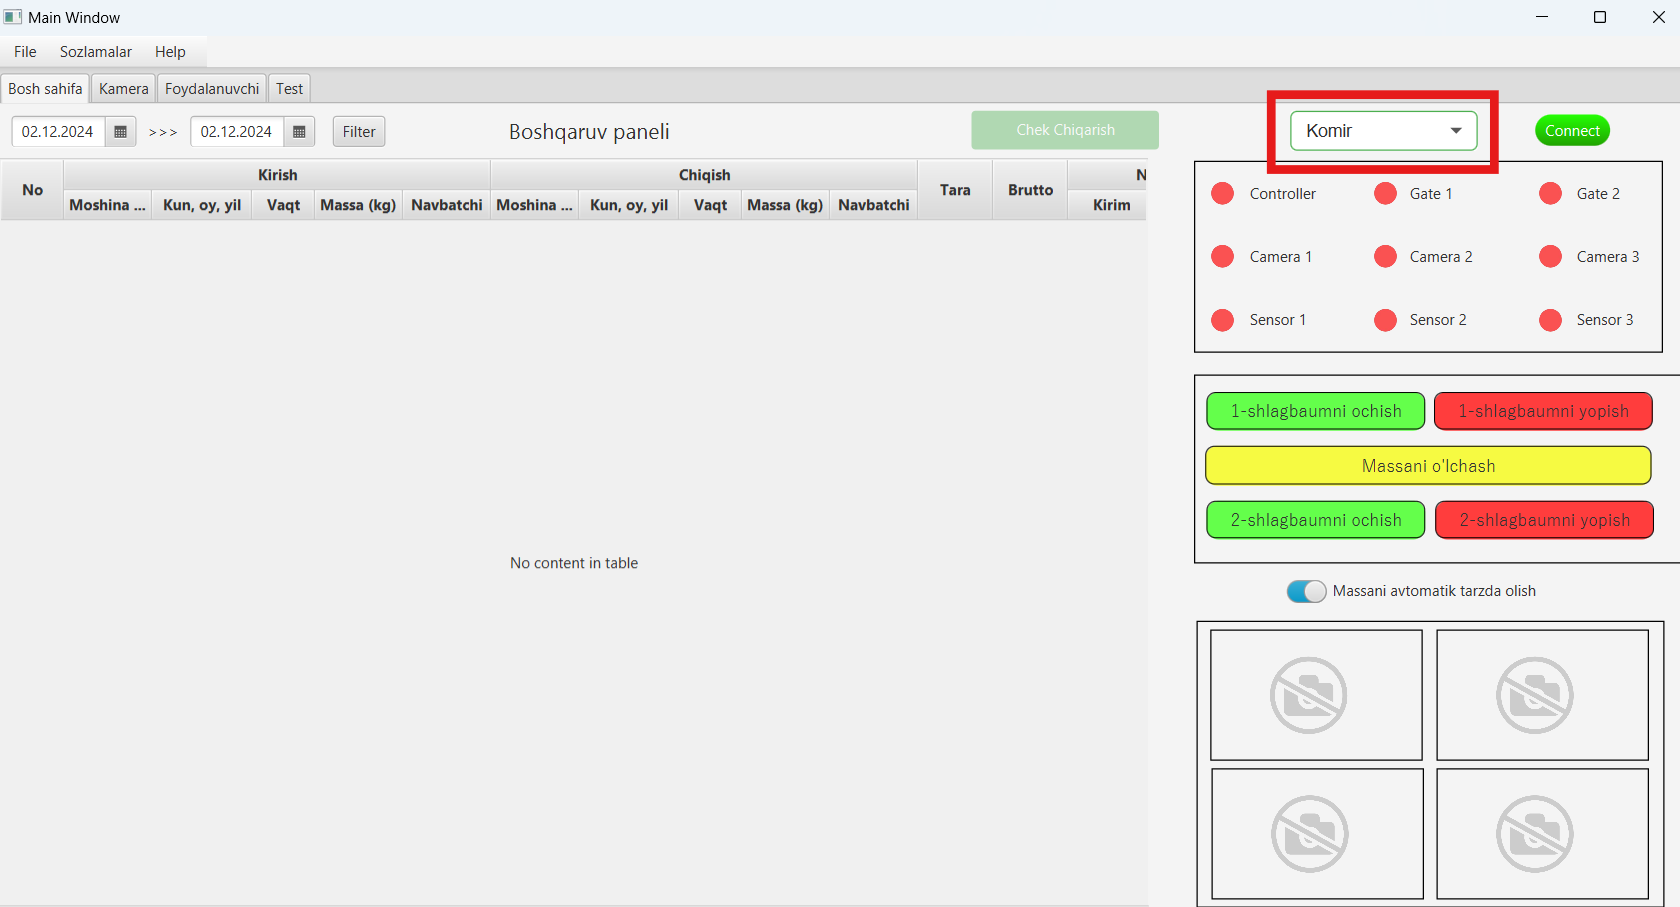 Main Window
File Sozlamalar Help
Bosh sahifa Kamera Foydalanuvchi Test
02.12.2024 >>> 02.12.2024 Filter Boshqaruv paneli Chek Chiqarish Komir Connect
No Kirish Chiqish Tara Brutto N
Moshina ... Kun, oy, yil Vaqt Massa (kg) Navbatchi Moshina ... Kun, oy, yil Vaqt Massa (kg) Navbatchi Kirim
No content in table
Controller Gate 1 Gate 2
Camera 1 Camera 2 Camera 3
Sensor 1 Sensor 2 Sensor 3
1-shlagbaumni ochish 1-shlagbaumni yopish
Massani o'lchash
2-shlagbaumni ochish 2-shlagbaumni yopish
Massani avtomatik tarzda olish